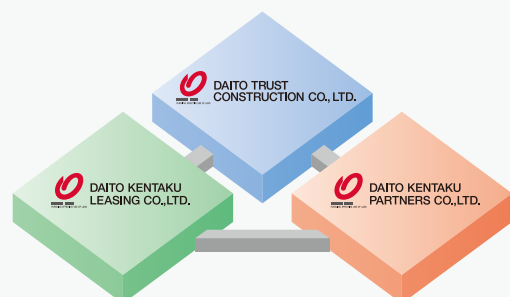 DAITO TRUST
CONSTRUCTION CO., LTD.
DAITO KENTAKU
LEASING CO.,LTD.
DAITO KENTAKU
PARTNERS CO.,LTD.